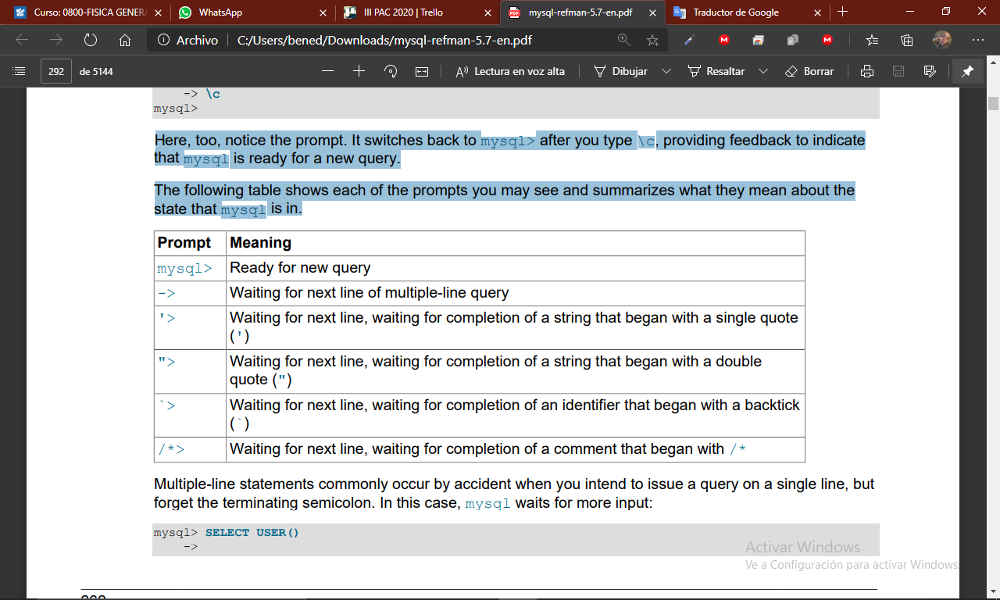 Curso: 0800-FISICA GENERA
WhatsApp
III PAC 2020 | Trello
mysql-refman-5.7-en.pdf
Traductor de Google
Archivo
C:/Users/bened/Downloads/mysql-refman-5.7-en.pdf
292
de 5144
Lectura en voz alta
Dibujar
Resaltar
Borrar
-> \c
mysql>
Here, too, notice the prompt. It switches back to mysql> after you type \c, providing feedback to indicate
that mysql is ready for a new query.
The following table shows each of the prompts you may see and summarizes what they mean about the
state that mysql is in.
Prompt Meaning
mysql> Ready for new query
-> Waiting for next line of multiple-line query
'> Waiting for next line, waiting for completion of a string that began with a single quote
(')
"> Waiting for next line, waiting for completion of a string that began with a double
quote (")
`> Waiting for next line, waiting for completion of an identifier that began with a backtick
(`)
/*> Waiting for next line, waiting for completion of a comment that began with /*
Multiple-line statements commonly occur by accident when you intend to issue a query on a single line, but
forget the terminating semicolon. In this case, mysql waits for more input:
mysql> SELECT USER()
->
Activar Windows
Ve a Configuración para activar Windows.